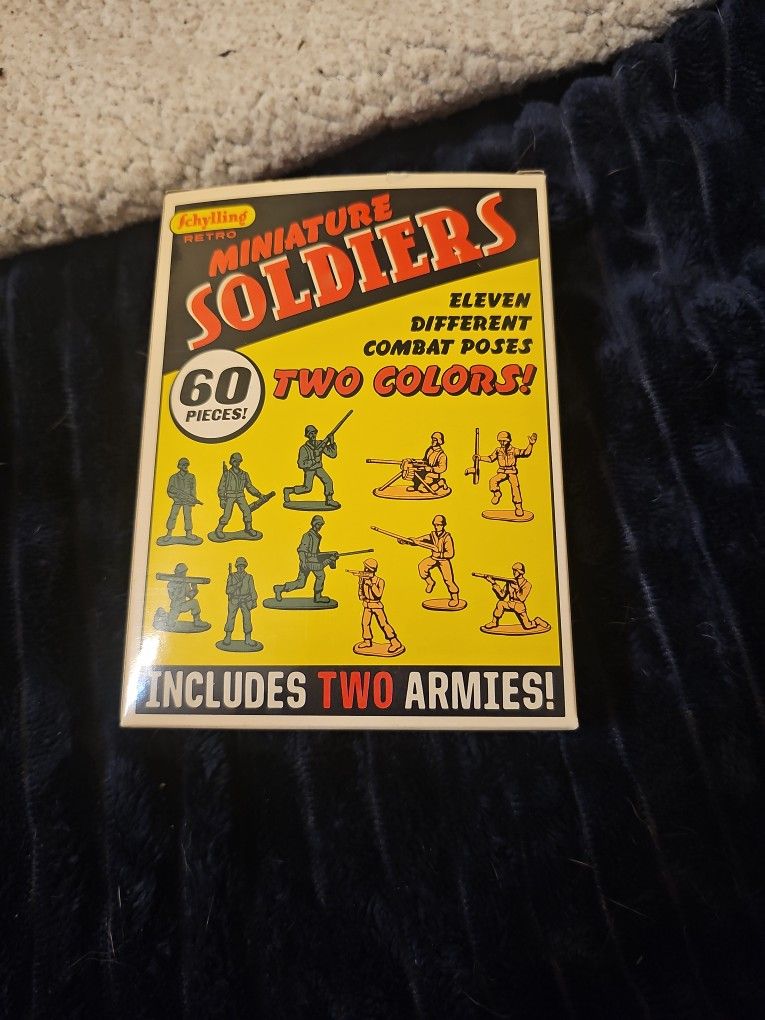 Schylling
RETRO
MINIATURE
SOLDIERS
ELEVEN
DIFFERENT
COMBAT POSES
TWO COLORS!
60
PIECES!
INCLUDES TWO ARMIES!